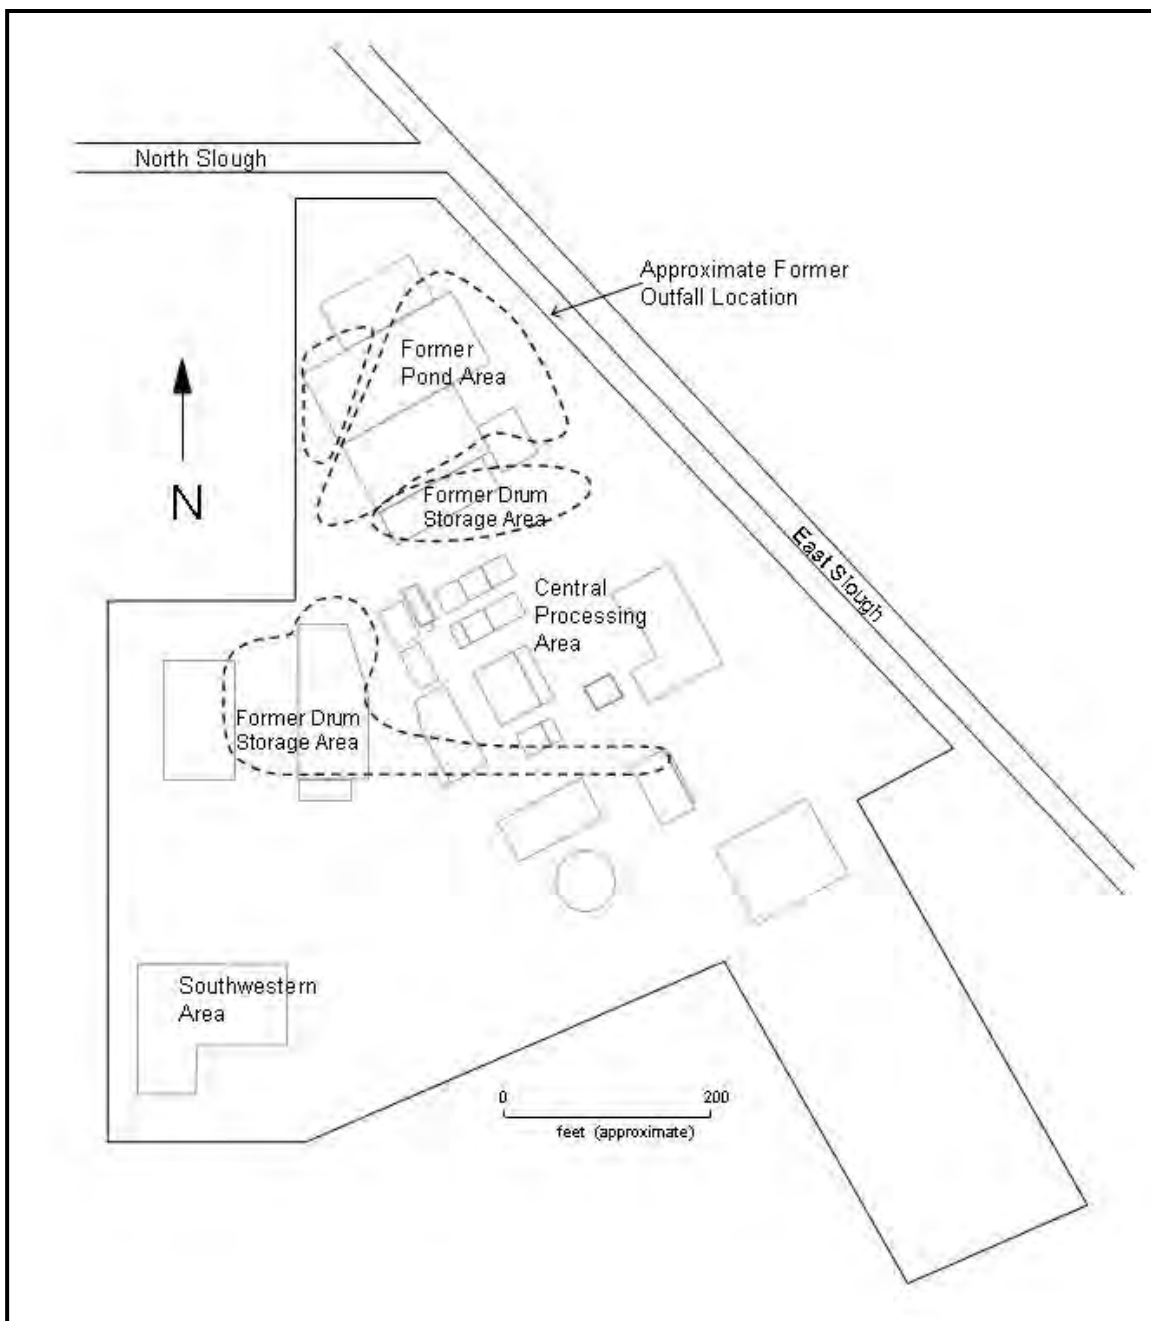 North Slough
Approximate Former
Outfall Location
Former
Pond Area
N
Former Drum
Storage Area
East Slough
Central
Processing
Area
Former Drum
Storage Area
Southwestern
Area
0 200
feet (approximate)